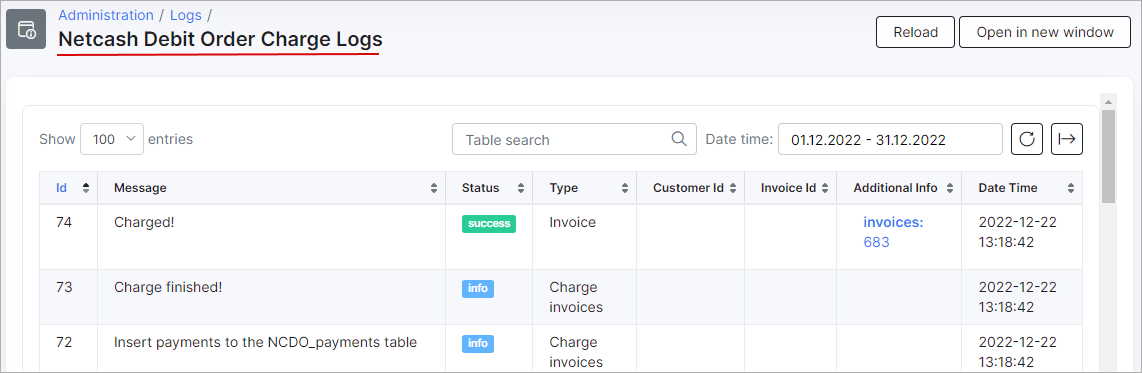 Administration / Logs /
Netcash Debit Order Charge Logs
Reload
Open in new window
Show 100 entries
Table search
Date time: 01.12.2022 - 31.12.2022
Id Message Status Type Customer Id Invoice Id Additional Info Date Time
74 Charged! success Invoice invoices: 2022-12-22
683 13:18:42
73 Charge finished! info Charge 2022-12-22
invoices 13:18:42
72 Insert payments to the NCDO_payments table info Charge 2022-12-22
invoices 13:18:42